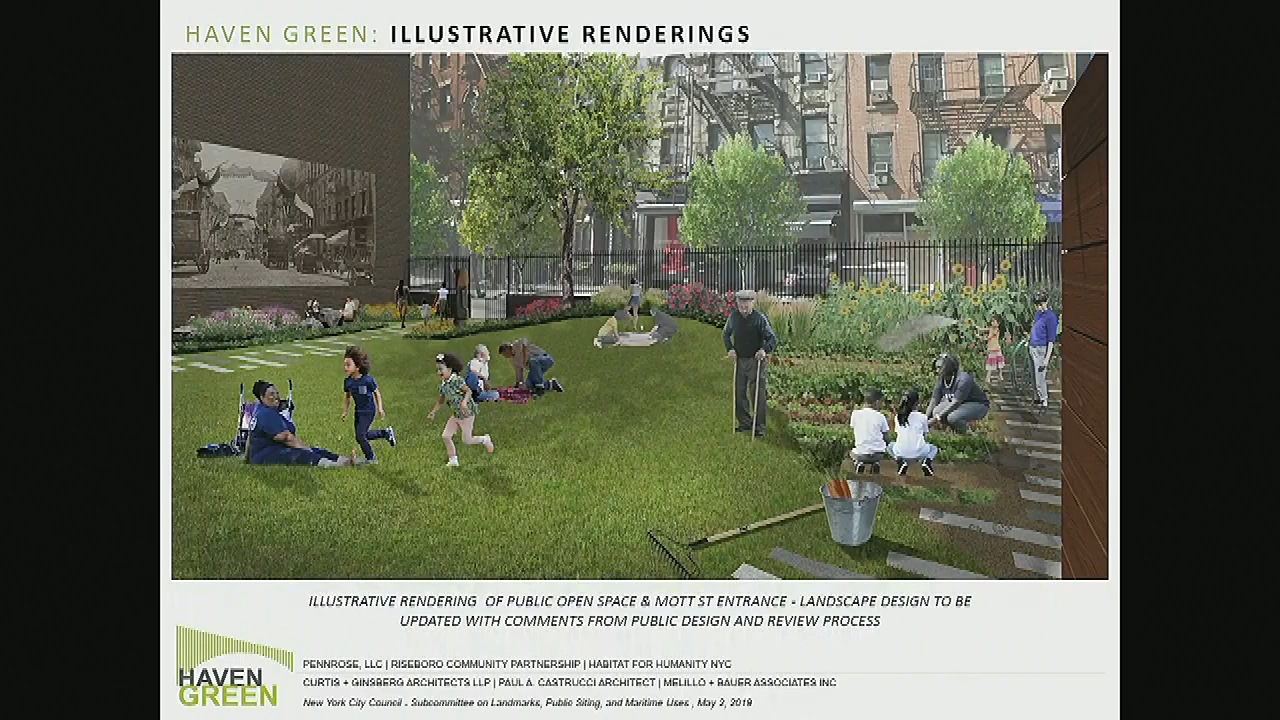 HAVEN GREEN: ILLUSTRATIVE RENDERINGS
ILLUSTRATIVE RENDERING OF PUBLIC OPEN SPACE & MOTT ST ENTRANCE - LANDSCAPE DESIGN TO BE
UPDATED WITH COMMENTS FROM PUBLIC DESIGN AND REVIEW PROCESS
HAVEN
GREEN
PENNROSE, LLC | RISEBORO COMMUNITY PARTNERSHIP | HABITAT FOR HUMANITY NYC
CURTIS + GINSBERG ARCHITECTS LLP | PAUL A. CASTRUCCI ARCHITECT | MELILLO + BAUER ASSOCIATES INC
New York City Council - Subcommittee on Landmarks, Public Siting, and Maritime Uses , May 2, 2019